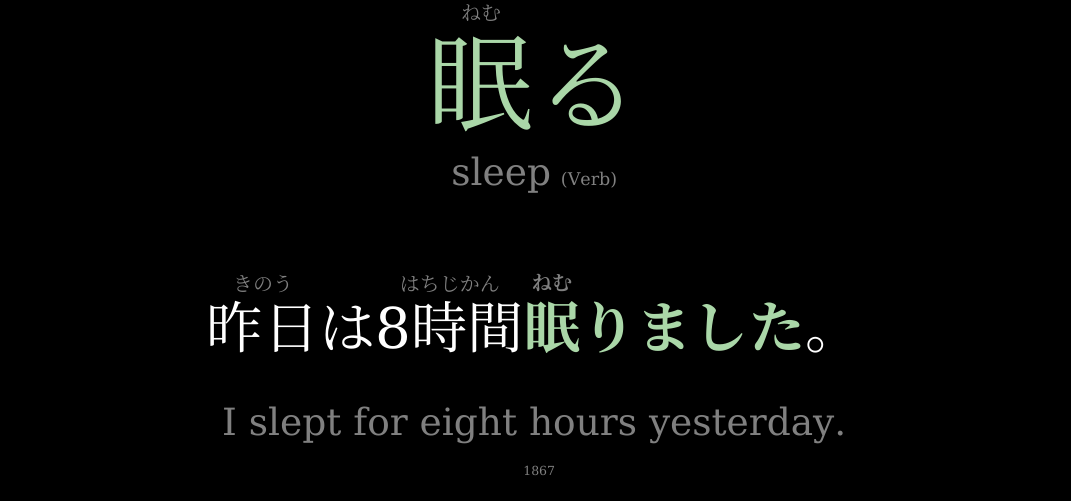 ねむ
眠る
sleep (Verb)
きのう はちじかん ねむ
昨日は8時間眠りました。
I slept for eight hours yesterday.
1867